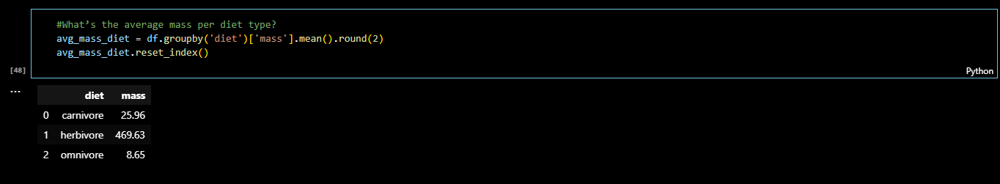 #What’s the average mass per diet type?
avg_mass_diet = df.groupby('diet')['mass'].mean().round(2)
avg_mass_diet.reset_index()
[48]
Python
...
diet mass
0 carnivore 25.96
1 herbivore 469.63
2 omnivore 8.65